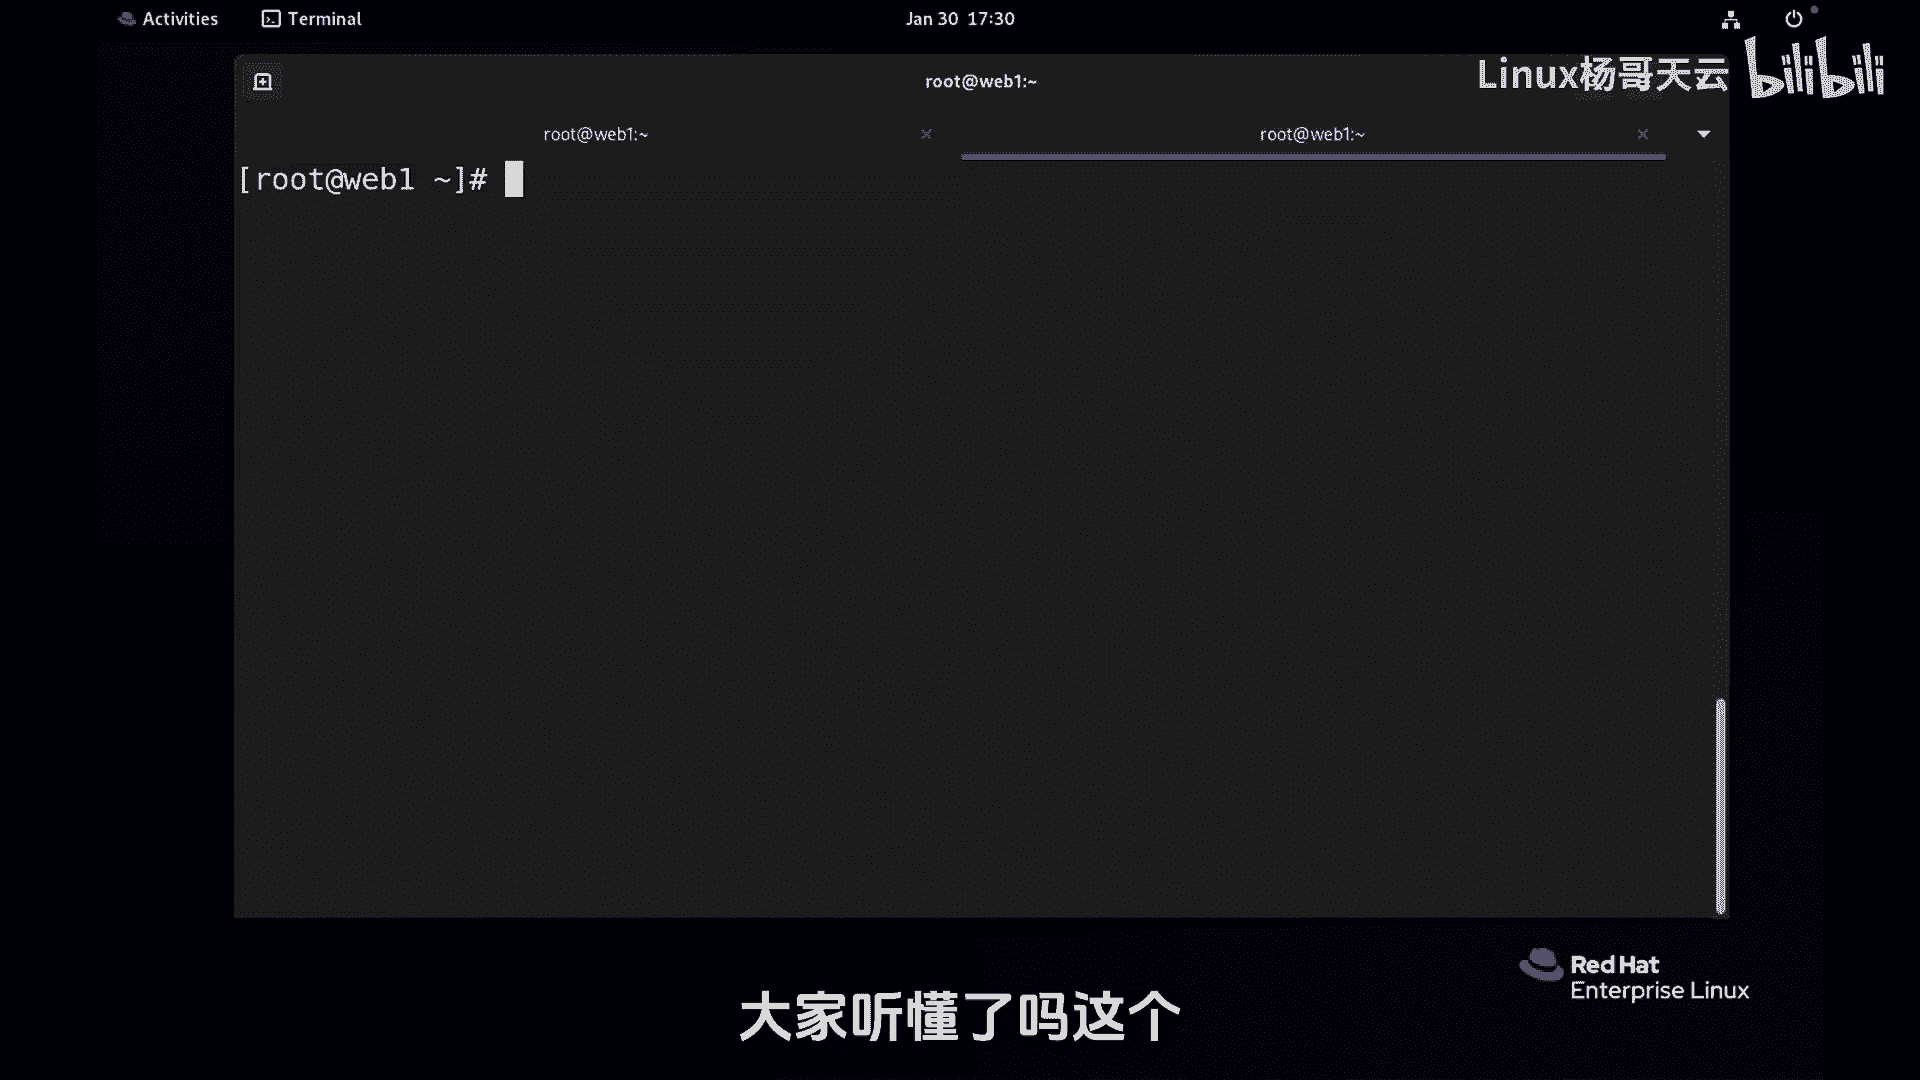 Activities
Terminal
Jan 30 17:30
root@web1:~
Linux杨哥天云 bilibili
root@web1:~
root@web1:~
[root@web1 ~]#
Red Hat
Enterprise Linux
大家听懂了吗这个